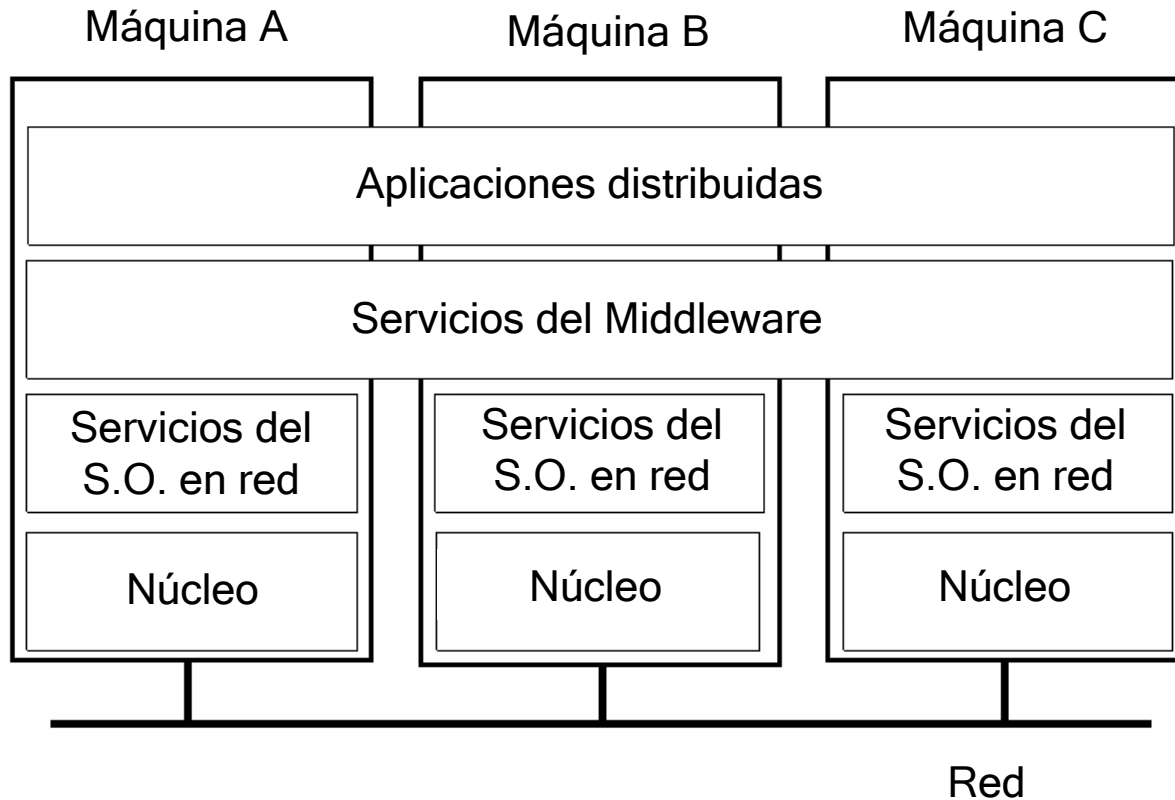 Máquina A
Máquina B
Máquina C
Aplicaciones distribuidas
Servicios del Middleware
Servicios del
S.O. en red
Servicios del
S.O. en red
Servicios del
S.O. en red
Núcleo
Núcleo
Núcleo
Red